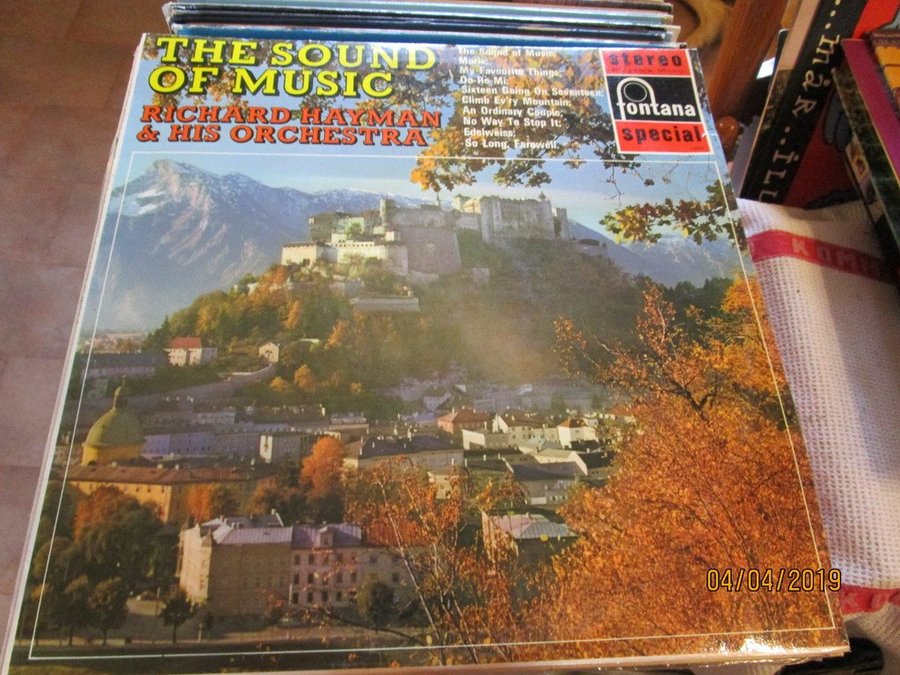 THE SOUND
OF MUSIC
RICHARD HAYMAN
& HIS ORCHESTRA
The Sound of Music;
Maria;
My Favourite Things;
Do-Re-Mi;
Sixteen Going On Seventeen;
Climb Ev'ry Mountain;
An Ordinary Couple;
No Way To Stop It;
Edelweiss;
So Long, Farewell.
stereo
fontana
special
KOMM
04/04/2019